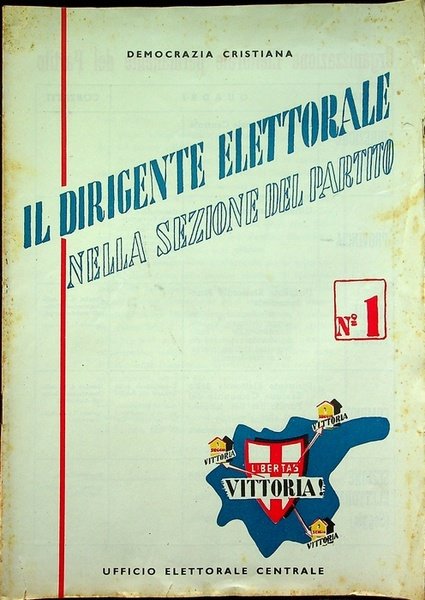 DEMOCRAZIA CRISTIANA
IL DIRIGENTE ELETTORALE
NELLA SEZIONE DEL PARTITO
Nº 1
VITTORIA
VITTORIA
LIBERTAS
VITTORIA!
VITTORIA
UFFICIO ELETTORALE CENTRALE